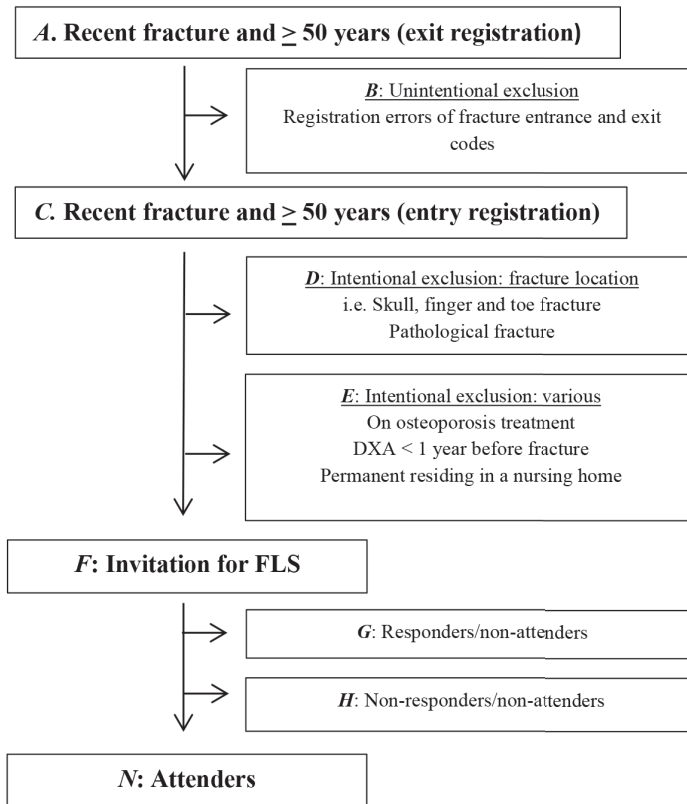 A. Recent fracture and ≥ 50 years (exit registration)
B: Unintentional exclusion
Registration errors of fracture entrance and exit
codes
C. Recent fracture and ≥ 50 years (entry registration)
D: Intentional exclusion: fracture location
i.e. Skull, finger and toe fracture
Pathological fracture
E: Intentional exclusion: various
On osteoporosis treatment
DXA < 1 year before fracture
Permanent residing in a nursing home
F: Invitation for FLS
G: Responders/non-attenders
H: Non-responders/non-attenders
N: Attenders